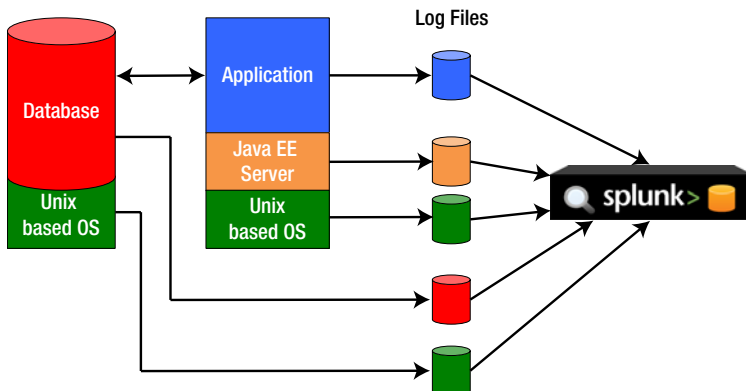 Log Files
Database
Application
Java EE
Server
Unix
based OS
Unix
based OS
splunk>